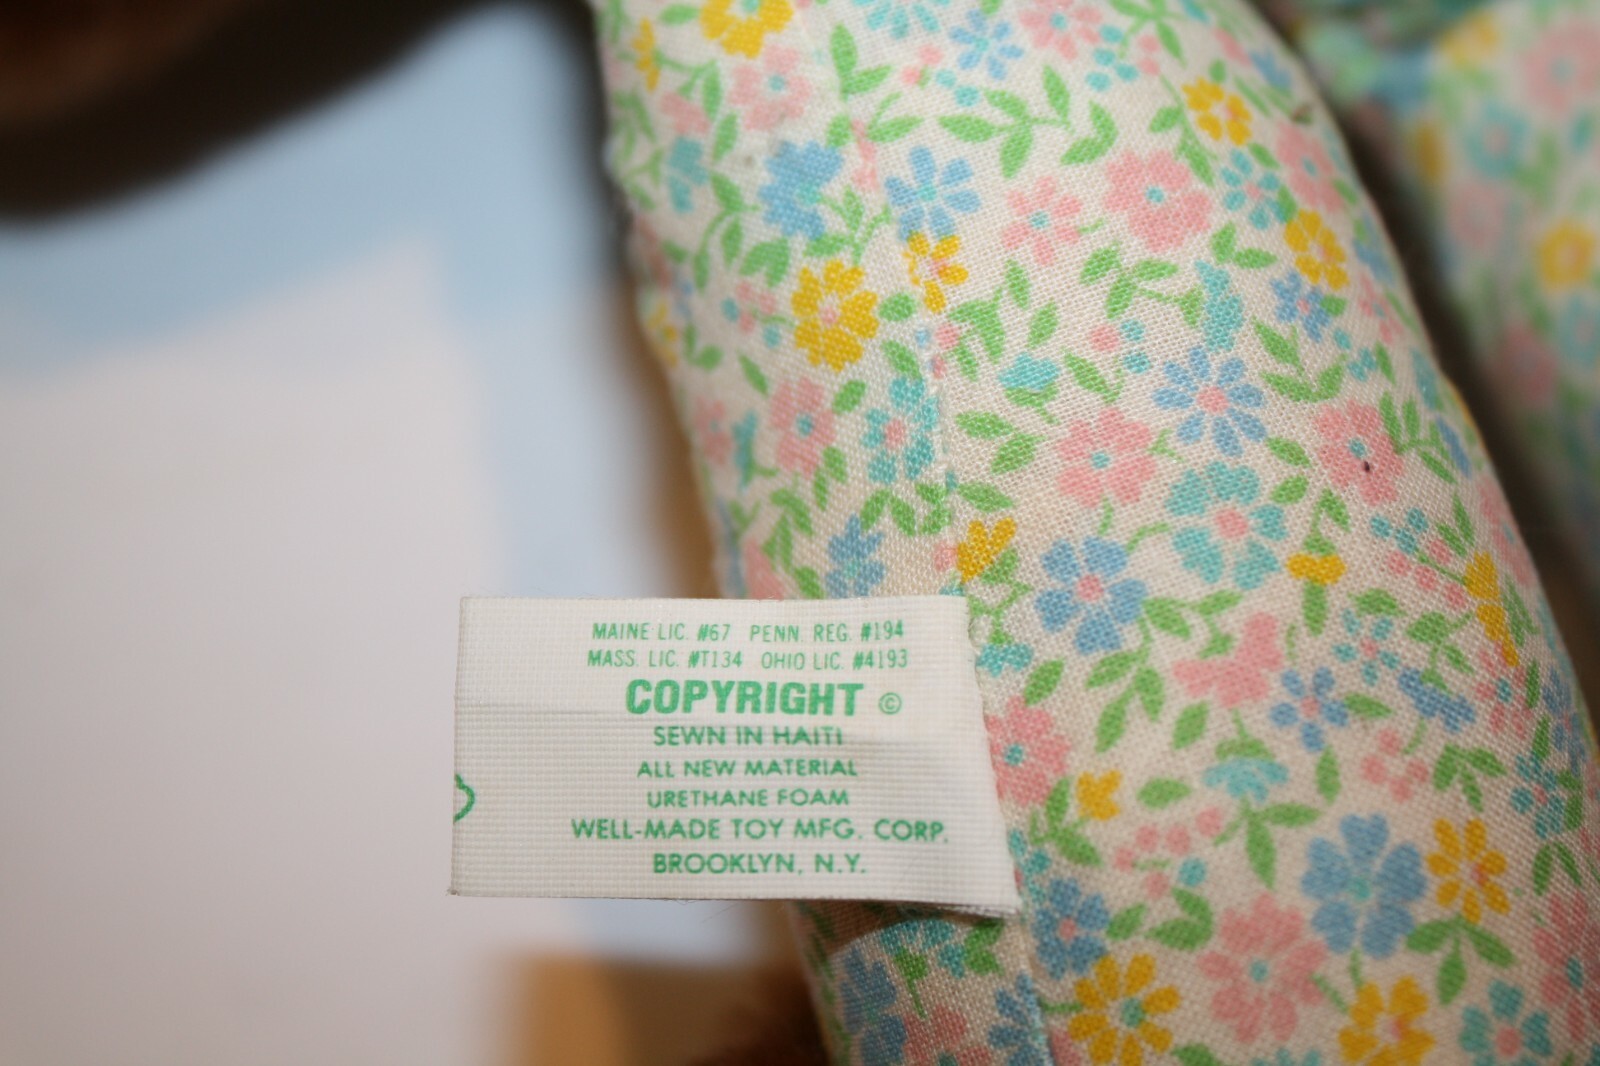 MAINE LIC. #67 PENN. REG. #194
MASS. LIC. #T134 OHIO LIC. #4193
COPYRIGHT ©
SEWN IN HAITI
ALL NEW MATERIAL
URETHANE FOAM
WELL-MADE TOY MFG. CORP.
BROOKLYN, N.Y.